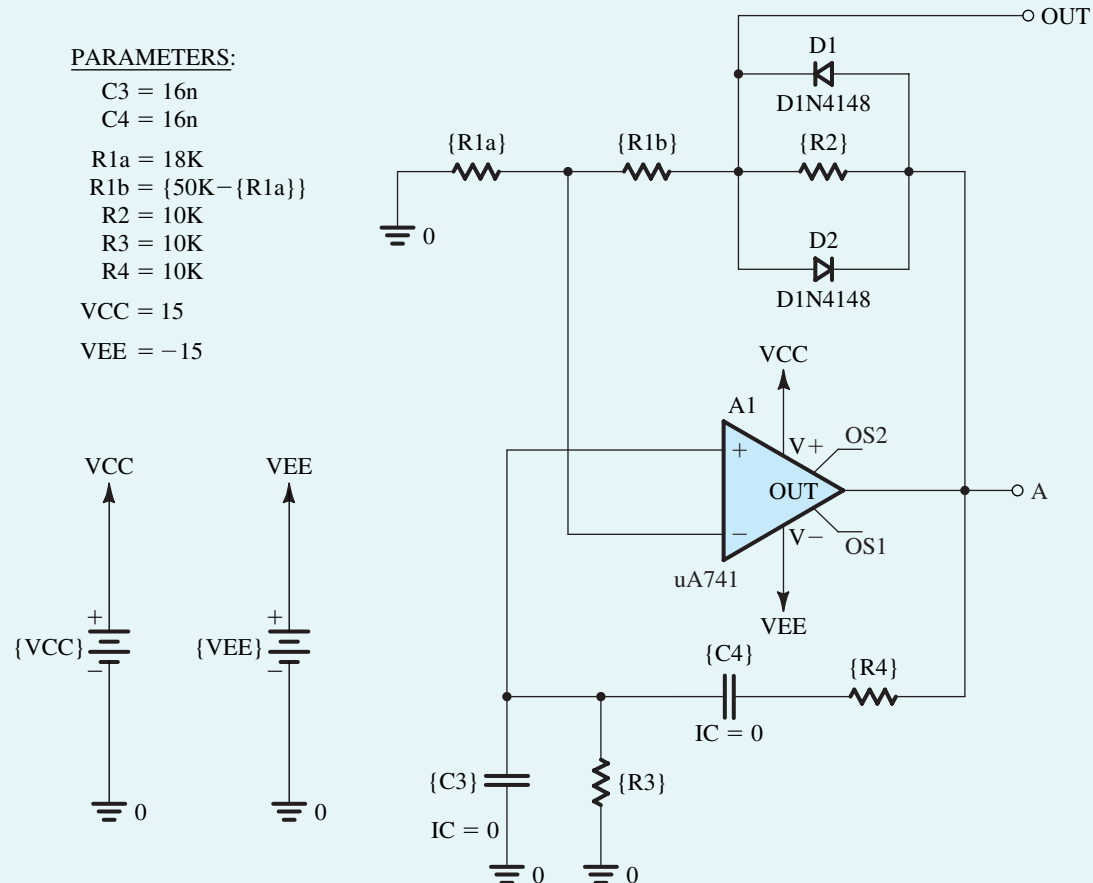 OUT
PARAMETERS:
C3 = 16n
C4 = 16n
R1a = 18K
R1b = {50K−{R1a}}
R2 = 10K
R3 = 10K
R4 = 10K
VCC = 15
VEE = −15
D1
D1N4148
{R1a}
{R1b}
{R2}
0
D2
D1N4148
VCC
A1
V+
OS2
+
OUT
A
−
V−
OS1
uA741
VEE
VCC
VEE
+
{VCC}
−
+
{VEE}
−
0
0
{C4}
IC = 0
{R4}
{C3}
IC = 0
{R3}
0
0